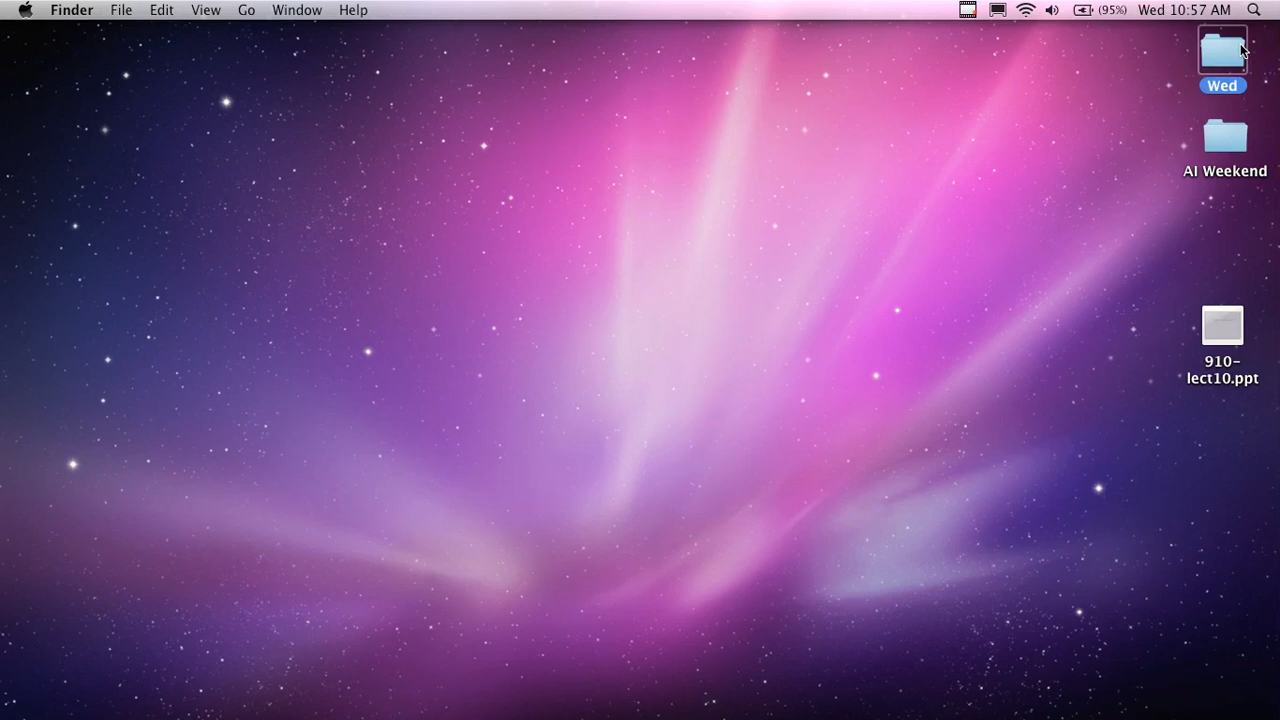 Finder File Edit View Go Window Help (95%) Wed 10:57 AM
Wed
AI Weekend
910-
lect10.ppt